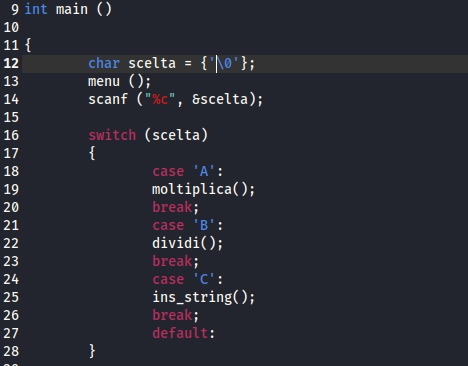 9 int main ()
10
11 {
12 char scelta = {'\0'};
13 menu ();
14 scanf ("%c", &scelta);
15
16 switch (scelta)
17 {
18 case 'A':
19 moltiplica();
20 break;
21 case 'B':
22 dividi();
23 break;
24 case 'C':
25 ins_string();
26 break;
27 default:
28 }